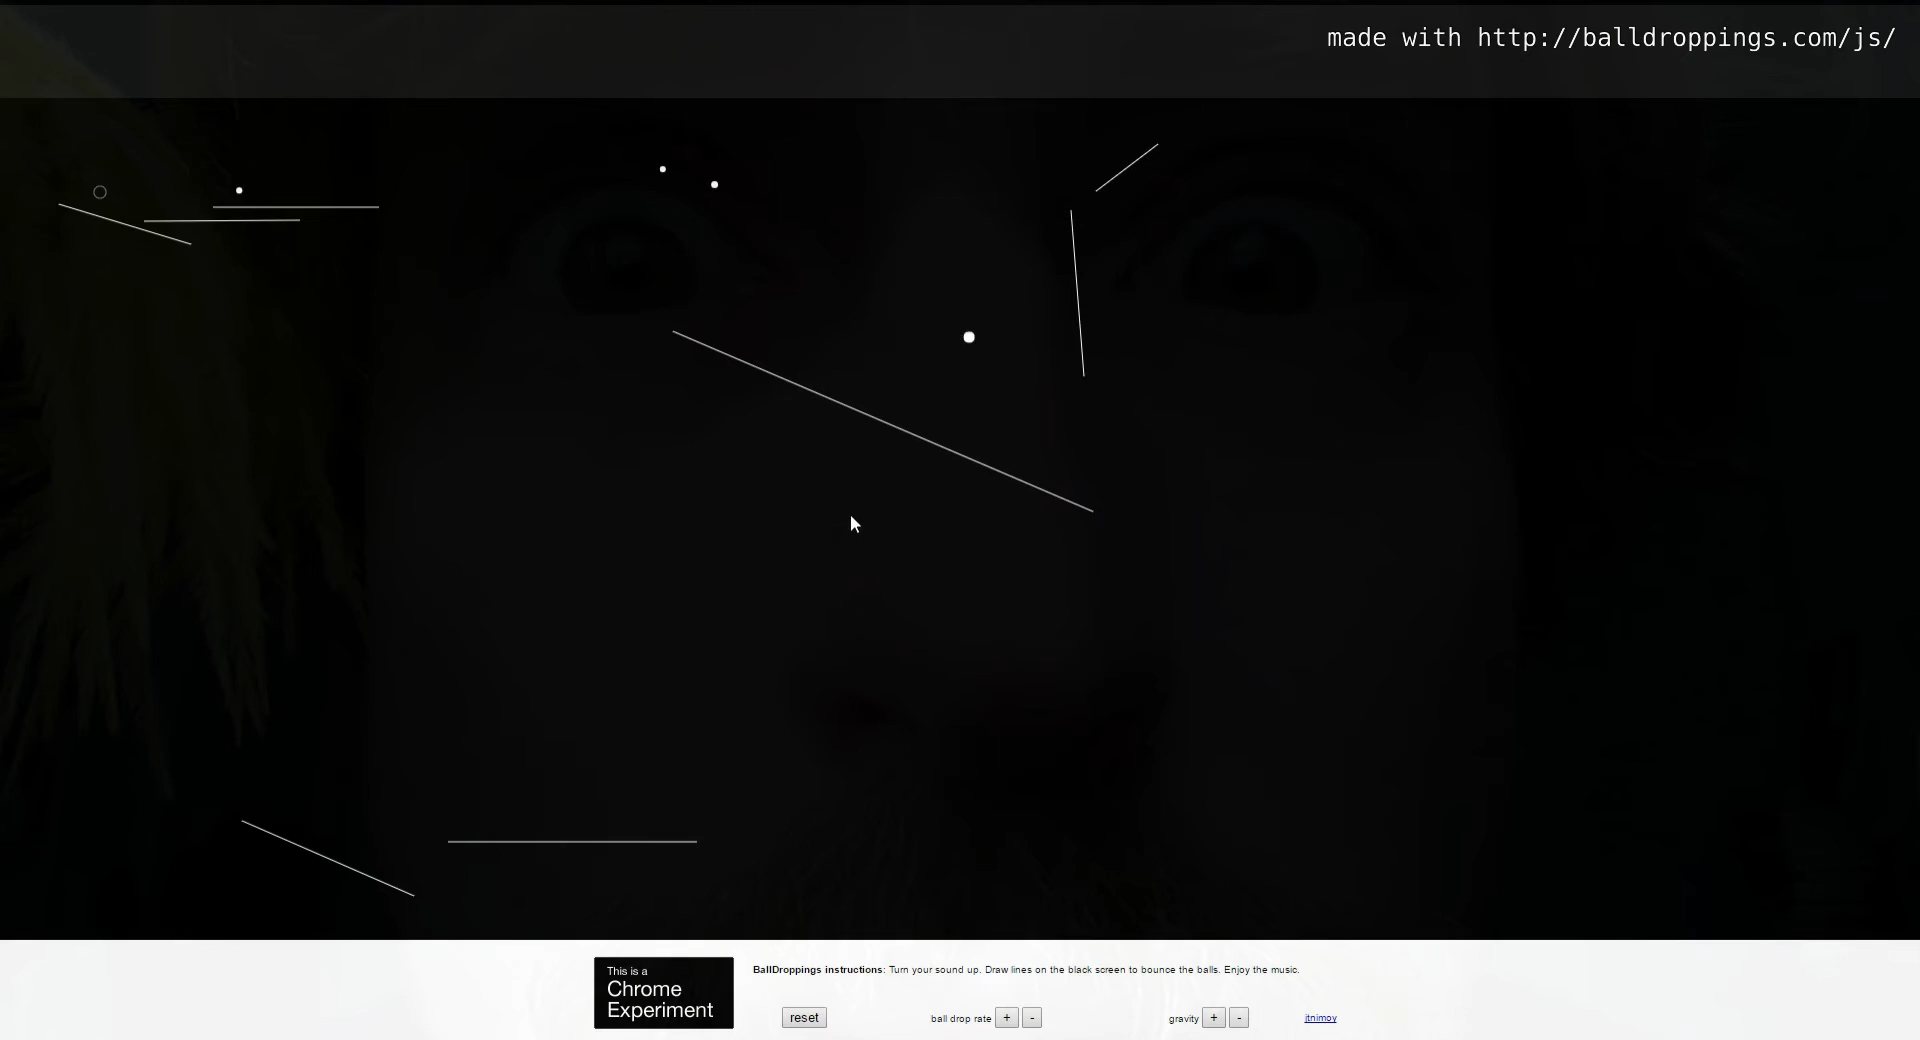 made with http://balldroppings.com/js/
This is a
Chrome
Experiment
BallDroppings instructions: Turn your sound up. Draw lines on the black screen to bounce the balls. Enjoy the music.
reset
ball drop rate + -
gravity + -
jtnimoy